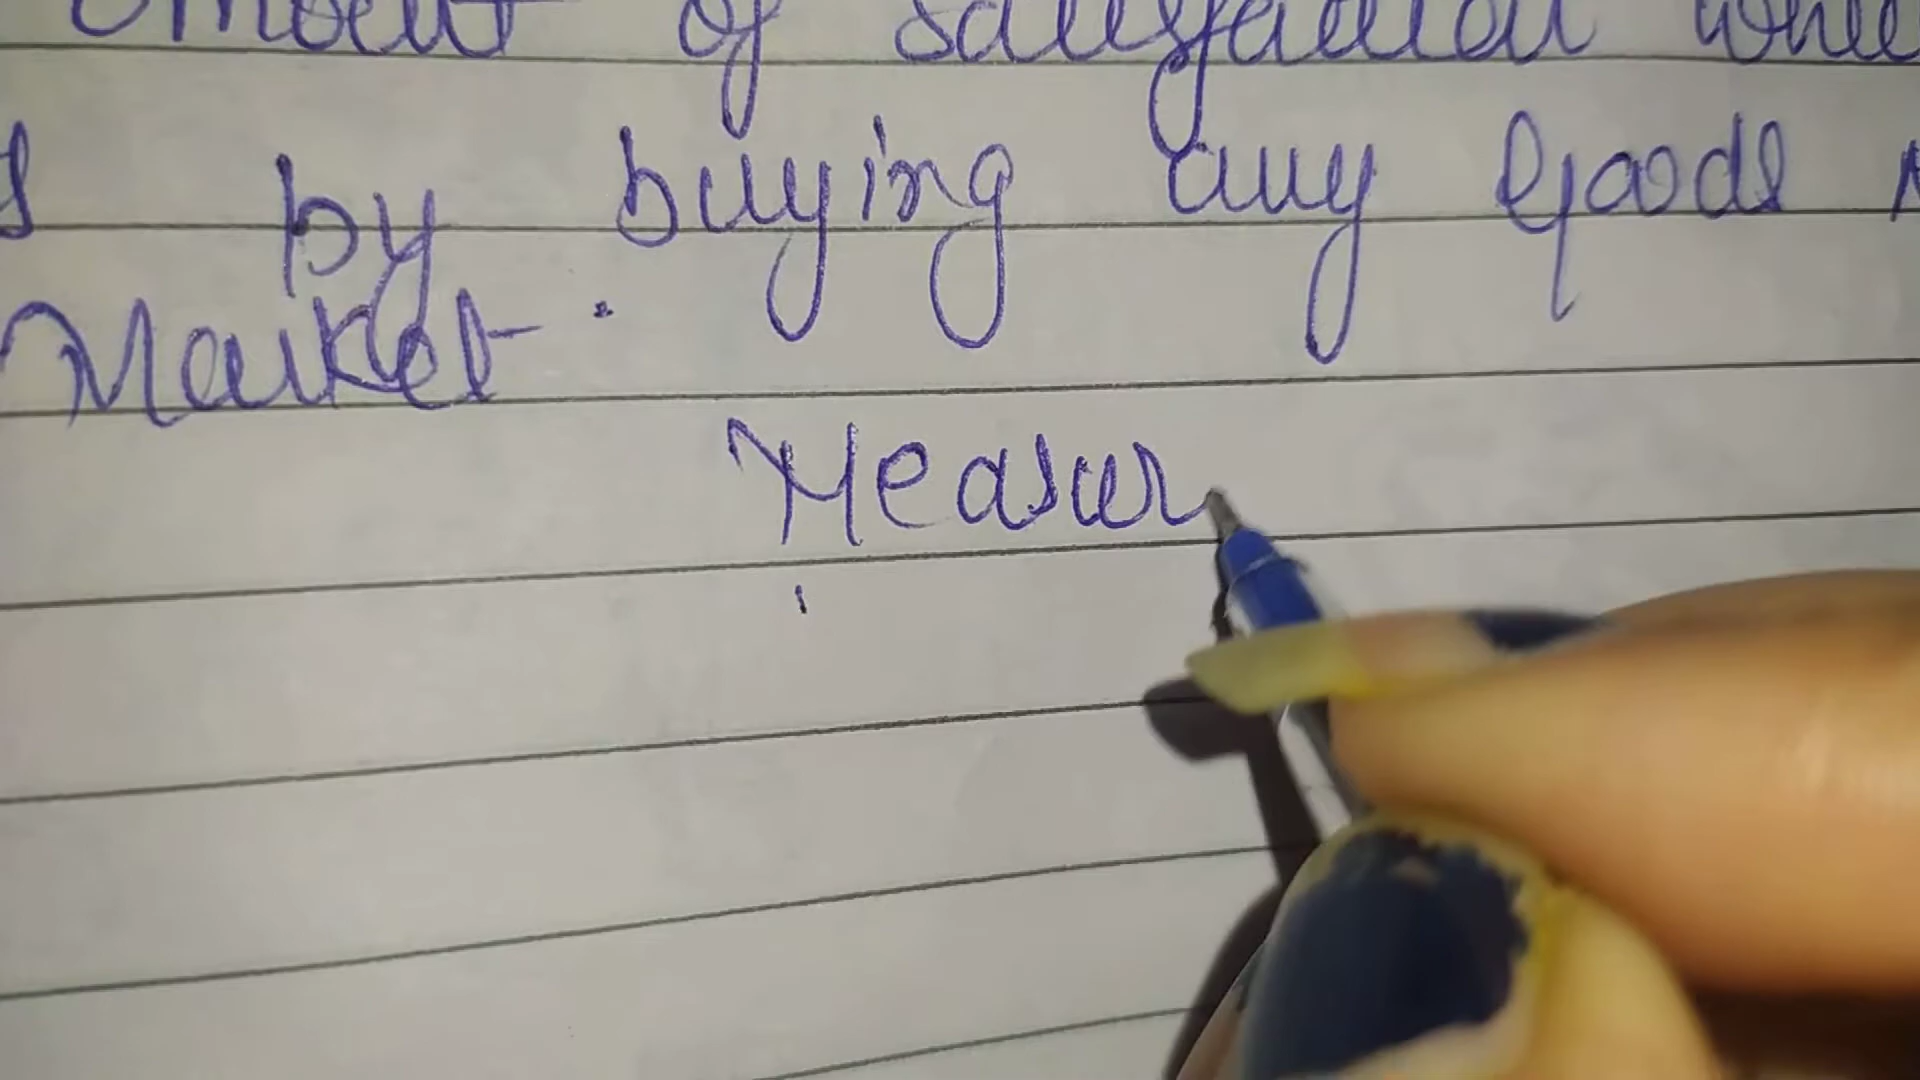 of satisfaction
by buying any goods
Market.
Measur